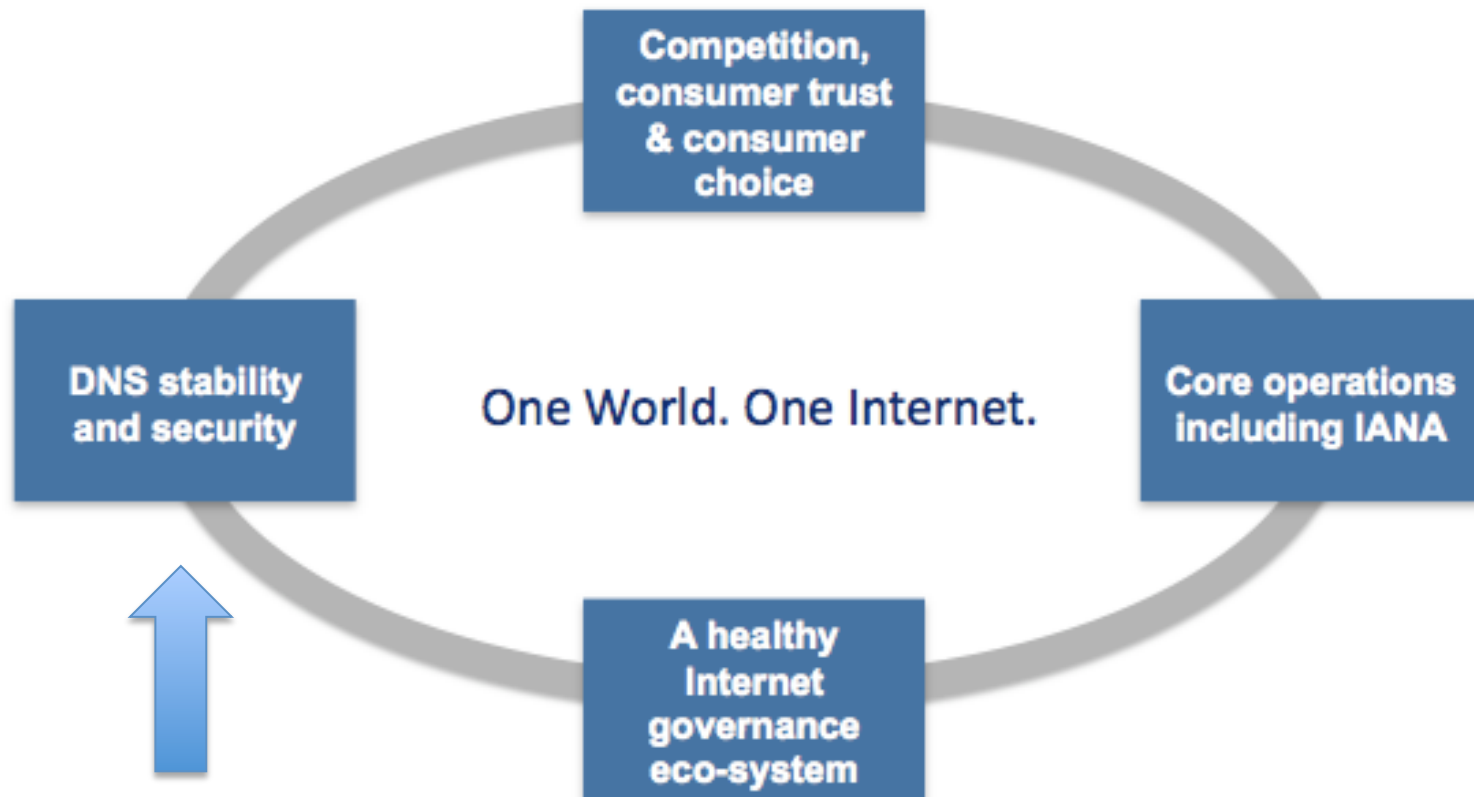 Competition,
consumer trust
& consumer
choice
DNS stability
and security
One World. One Internet.
Core operations
including IANA
A healthy
Internet
governance
eco-system